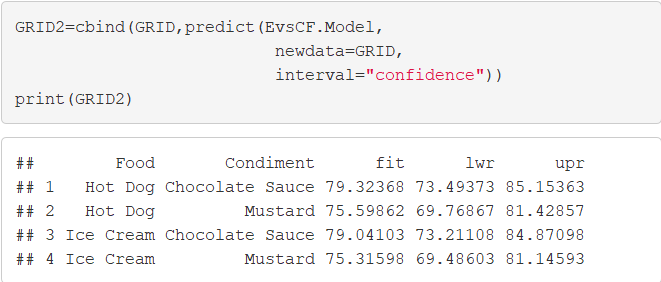 GRID2=cbind(GRID,predict(EvsCF.Model,
newdata=GRID,
interval="confidence"))
print(GRID2)
## Food Condiment fit lwr upr
## 1 Hot Dog Chocolate Sauce 79.32368 73.49373 85.15363
## 2 Hot Dog Mustard 75.59862 69.76867 81.42857
## 3 Ice Cream Chocolate Sauce 79.04103 73.21108 84.87098
## 4 Ice Cream Mustard 75.31598 69.48603 81.14593